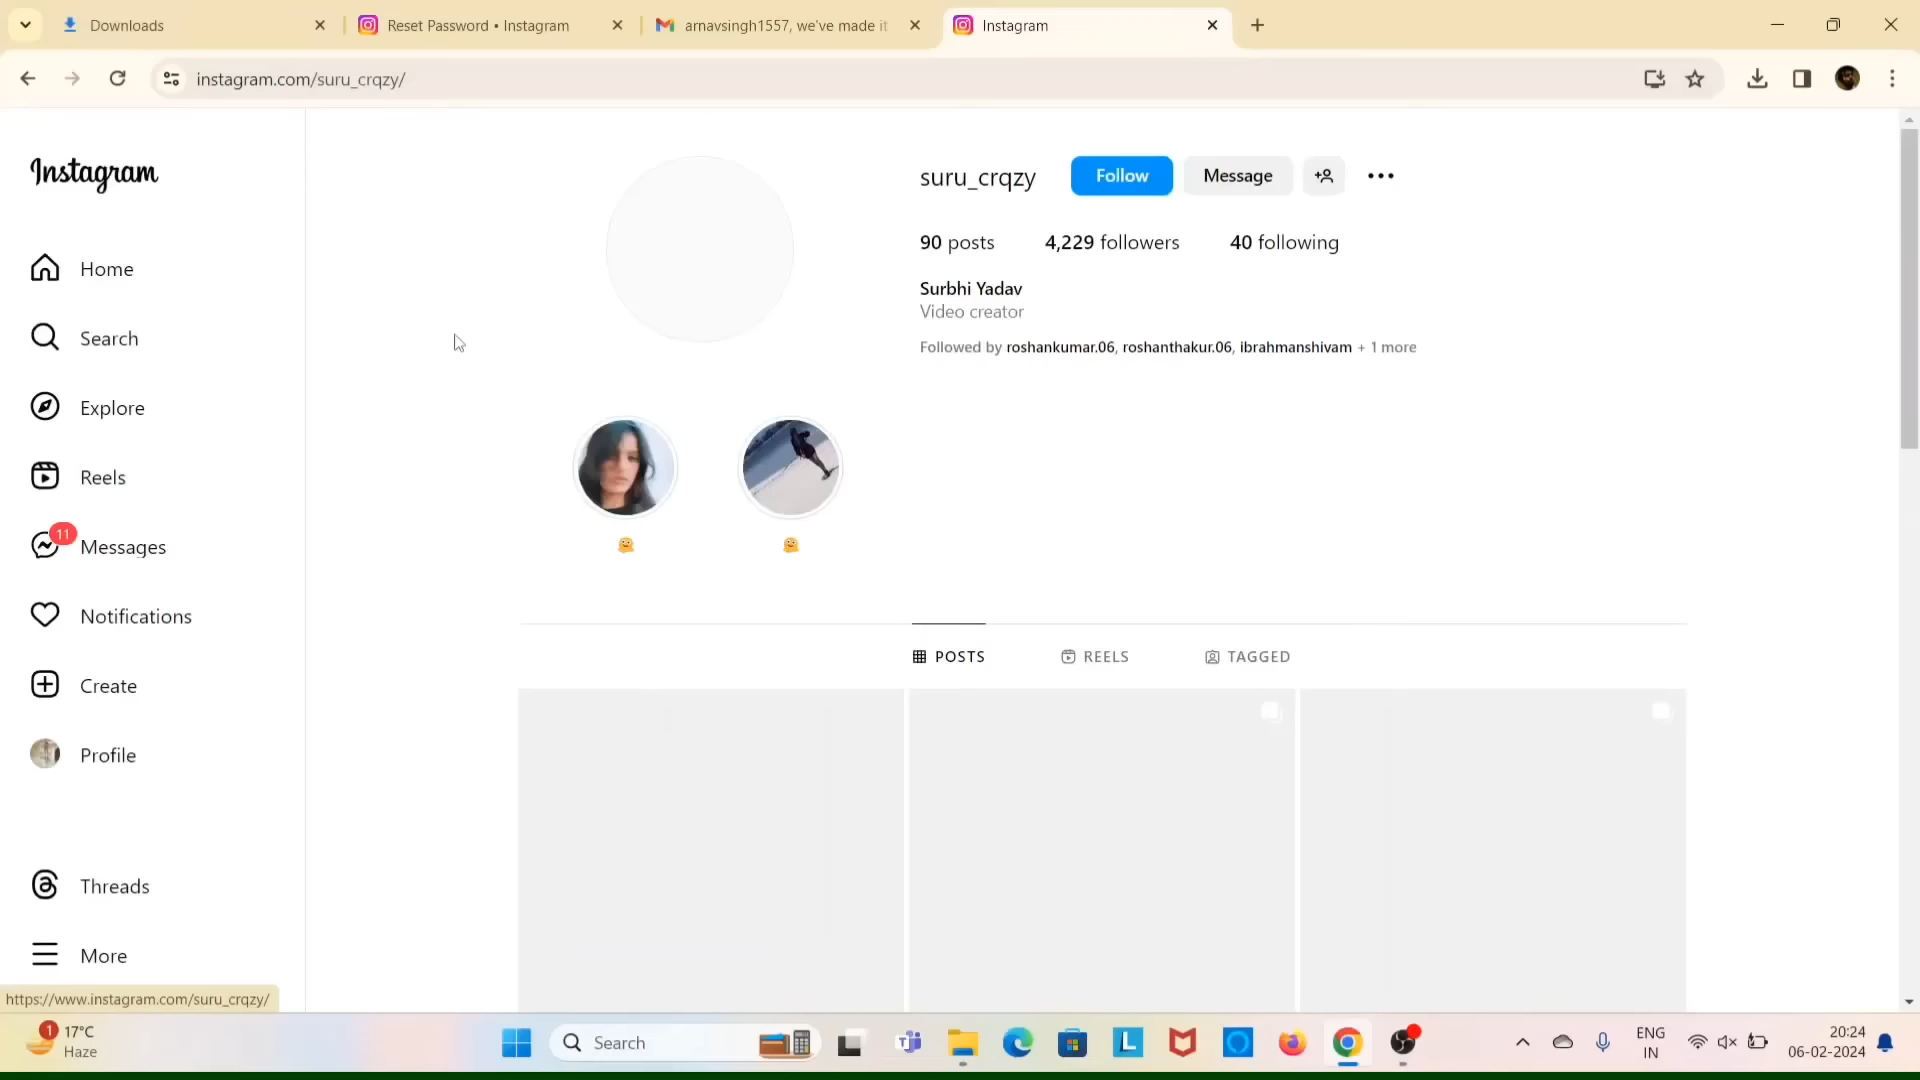 Downloads
Reset Password • Instagram
arnavsingh1557, we've made it
Instagram
instagram.com/suru_crqzy/
Instagram
suru_crqzy
Follow
Message
90 posts
4,229 followers
40 following
Surbhi Yadav
Video creator
Followed by roshankumar.06, roshanthakur.06, ibrahmanshivam + 1 more
Home
Search
Explore
Reels
11
Messages
Notifications
Create
Profile
Threads
More
POSTS
REELS
TAGGED
https://www.instagram.com/suru_crqzy/
1
17°C
Haze
Search
ENG
IN
20:24
06-02-2024